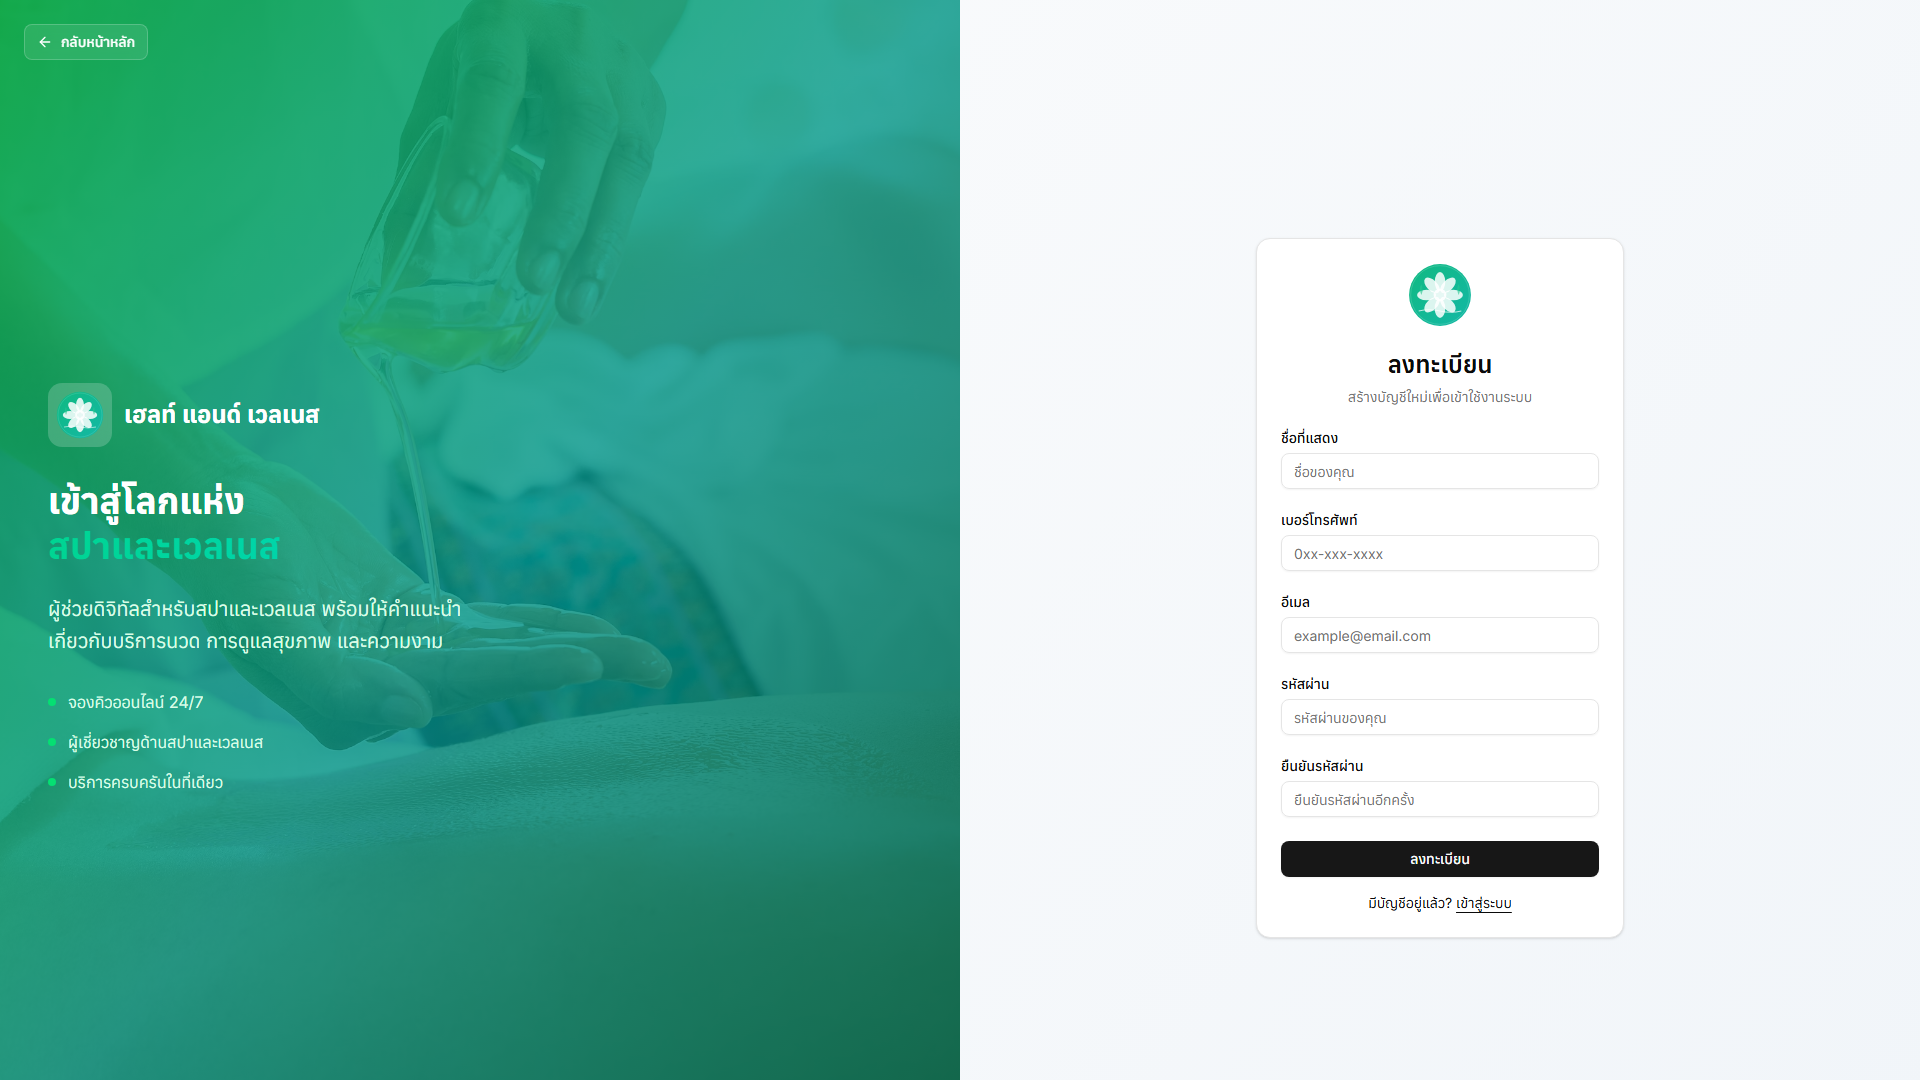 กลับหน้าหลัก
เฮลท์ แอนด์ เวลเนส
เข้าสู่โลกแห่ง
สปาและเวลเนส
ผู้ช่วยดิจิทัลสำหรับสปาและเวลเนส พร้อมให้คำแนะนำ
เกี่ยวกับบริการนวด การดูแลสุขภาพ และความงาม
จองคิวออนไลน์ 24/7
ผู้เชี่ยวชาญด้านสปาและเวลเนส
บริการครบครันในที่เดียว
ลงทะเบียน
สร้างบัญชีใหม่เพื่อเข้าใช้งานระบบ
ชื่อที่แสดง
ชื่อของคุณ
เบอร์โทรศัพท์
0xx-xxx-xxxx
อีเมล
example@email.com
รหัสผ่าน
รหัสผ่านของคุณ
ยืนยันรหัสผ่าน
ยืนยันรหัสผ่านอีกครั้ง
ลงทะเบียน
มีบัญชีอยู่แล้ว? เข้าสู่ระบบ